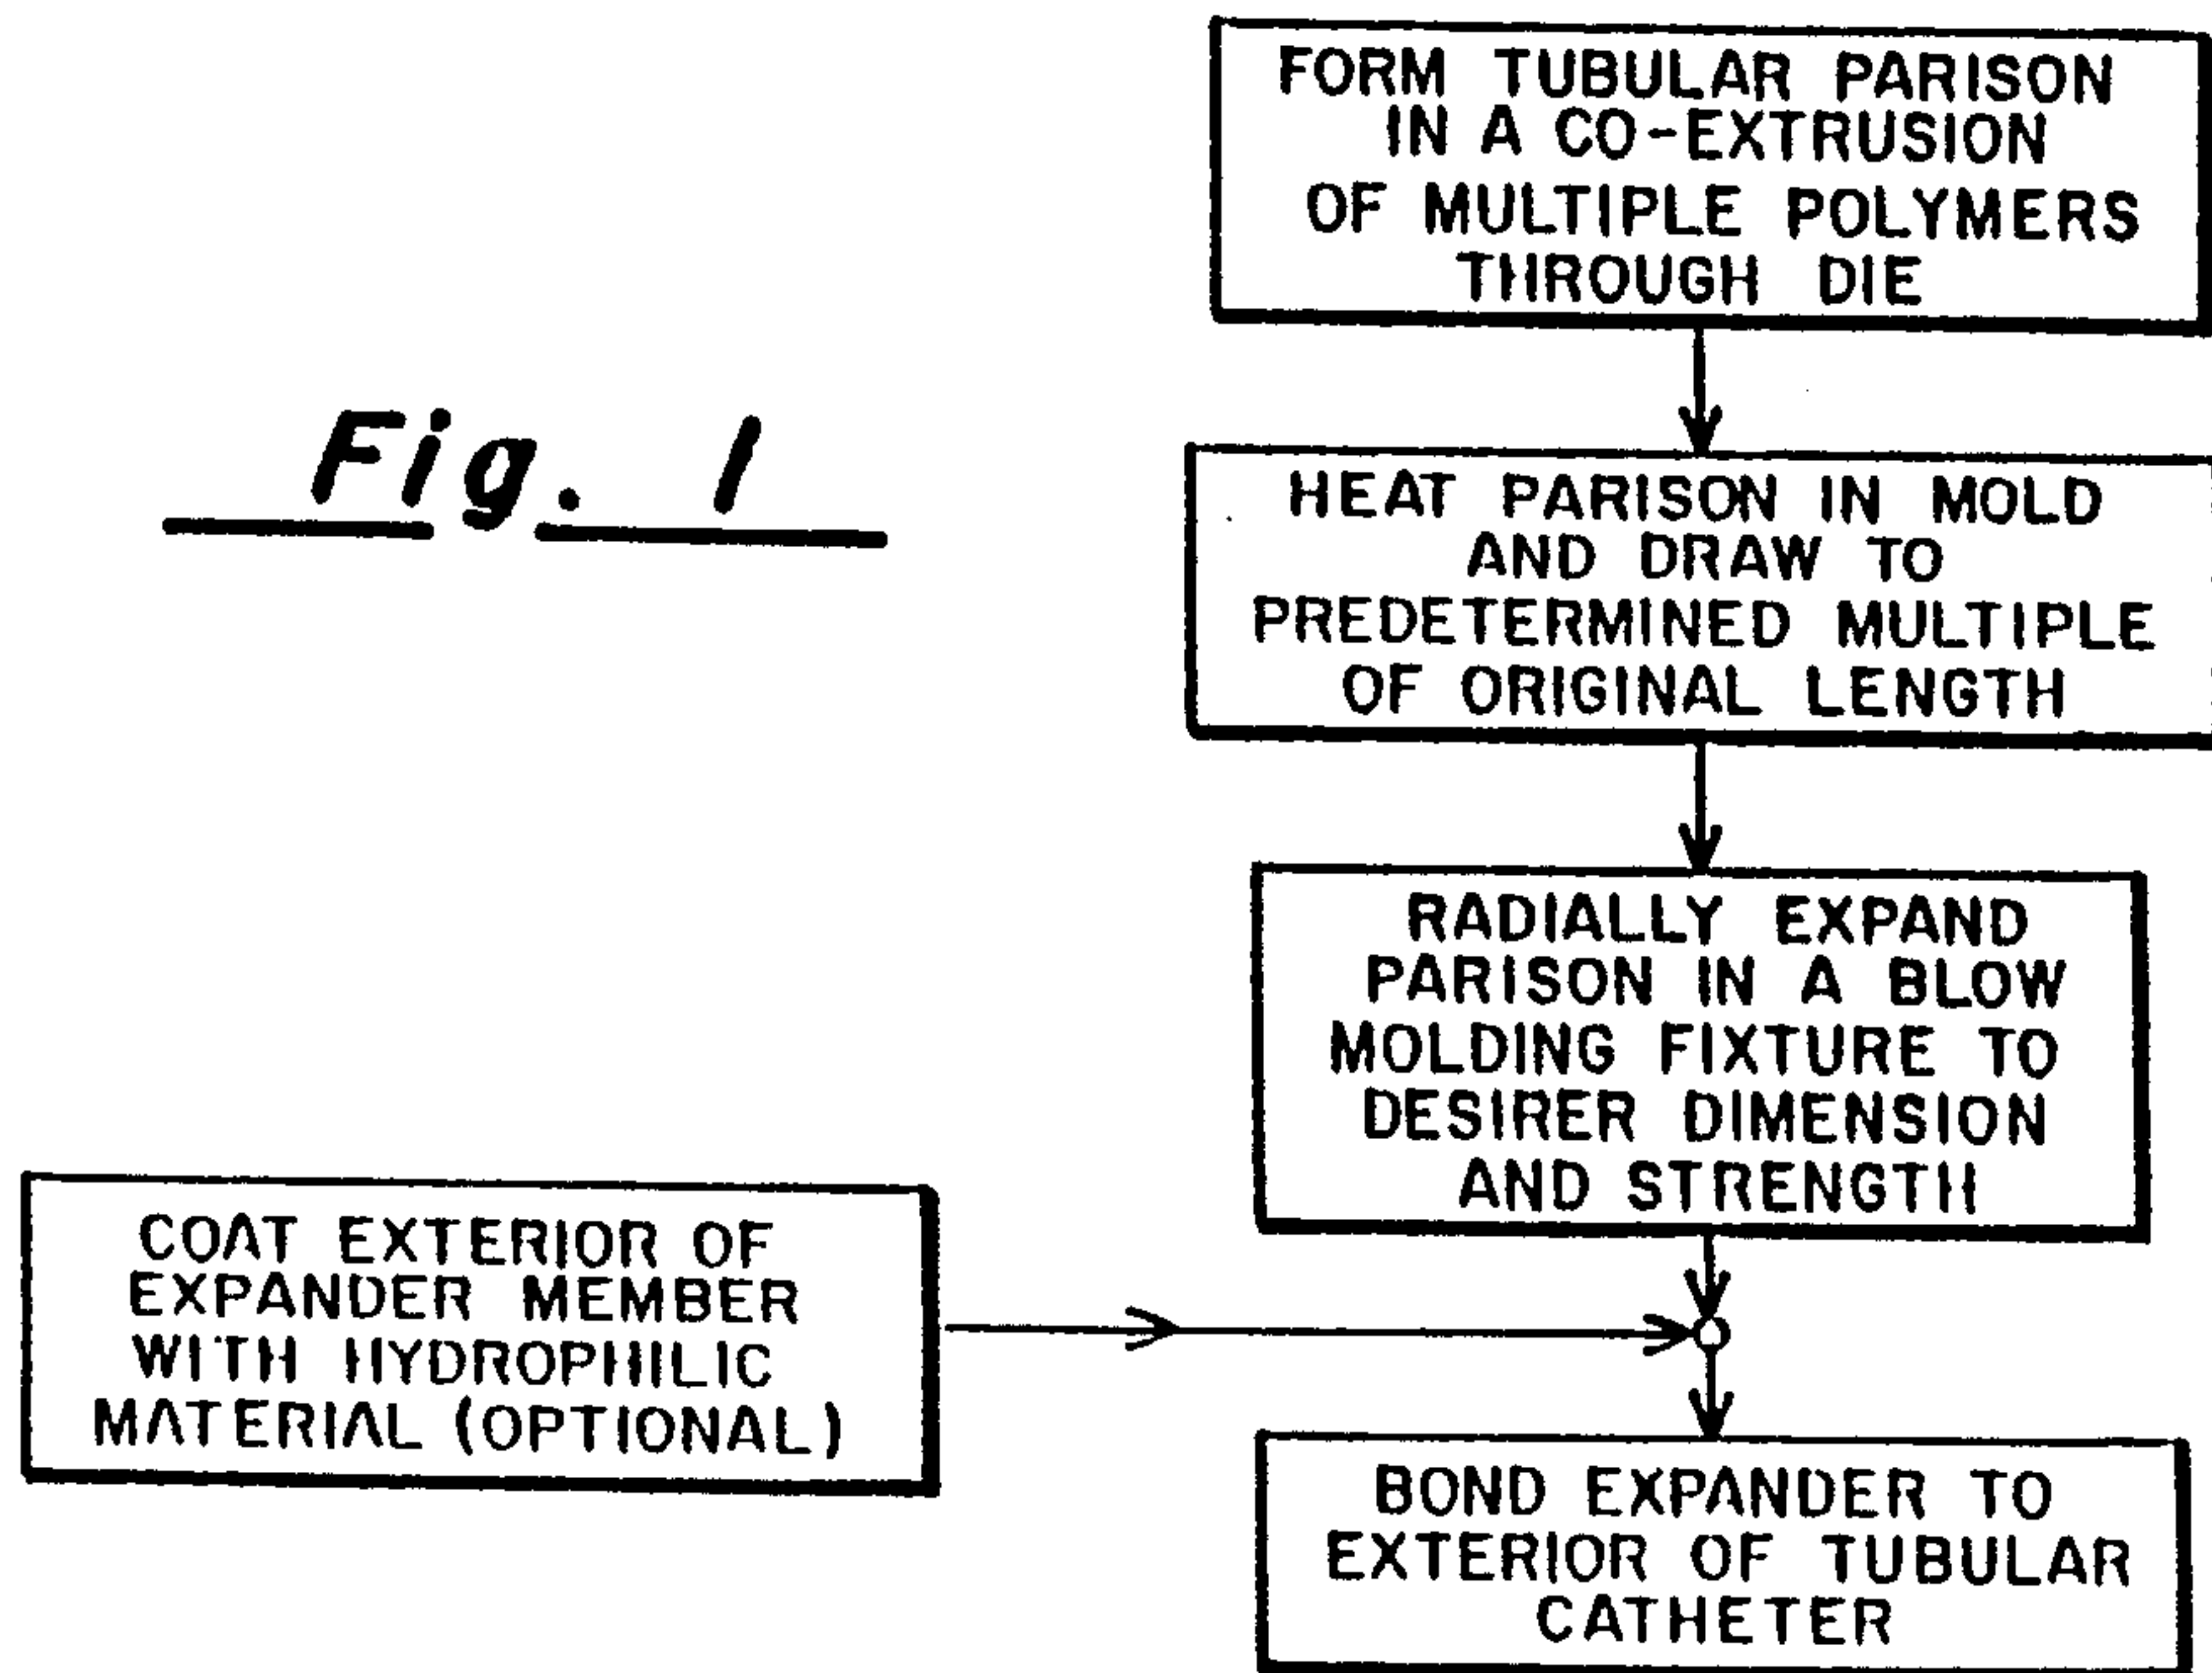 FORM TUBULAR PARISON
IN A CO-EXTRUSION
OF MULTIPLE POLYMERS
THROUGH DIE
Fig. 1
HEAT PARISON IN MOLD
AND DRAW TO
PREDETERMINED MULTIPLE
OF ORIGINAL LENGTH
RADIALLY EXPAND
PARISON IN A BLOW
MOLDING FIXTURE TO
DESIRER DIMENSION
AND STRENGTH
COAT EXTERIOR OF
EXPANDER MEMBER
WITH HYDROPHILIC
MATERIAL (OPTIONAL)
BOND EXPANDER TO
EXTERIOR OF TUBULAR
CATHETER